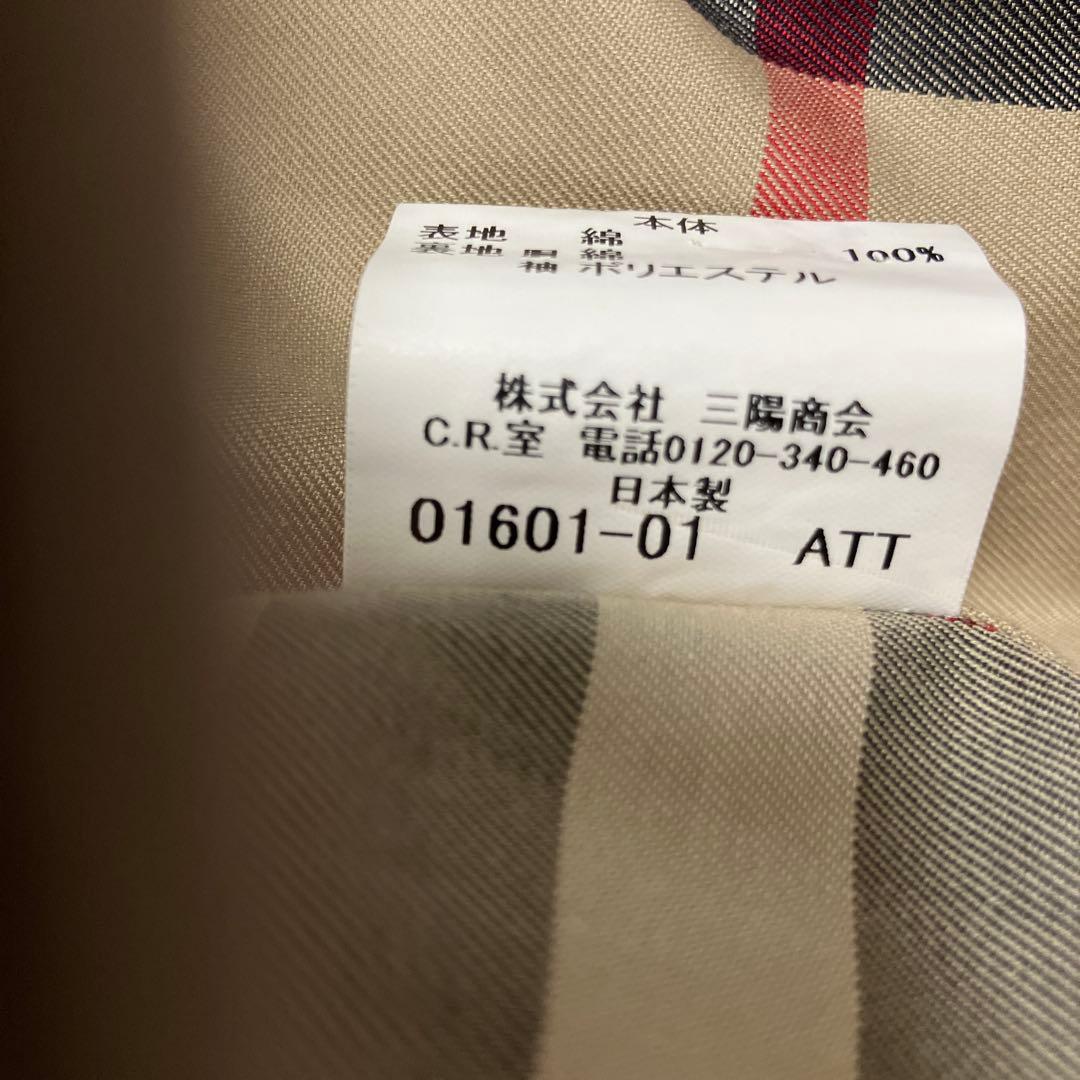 本体
表地 綿 100%
裏地 胴 綿
袖 ポリエステル
株式会社 三陽商会
C.R.室 電話0120-340-460
日本製
01601-01 ATT